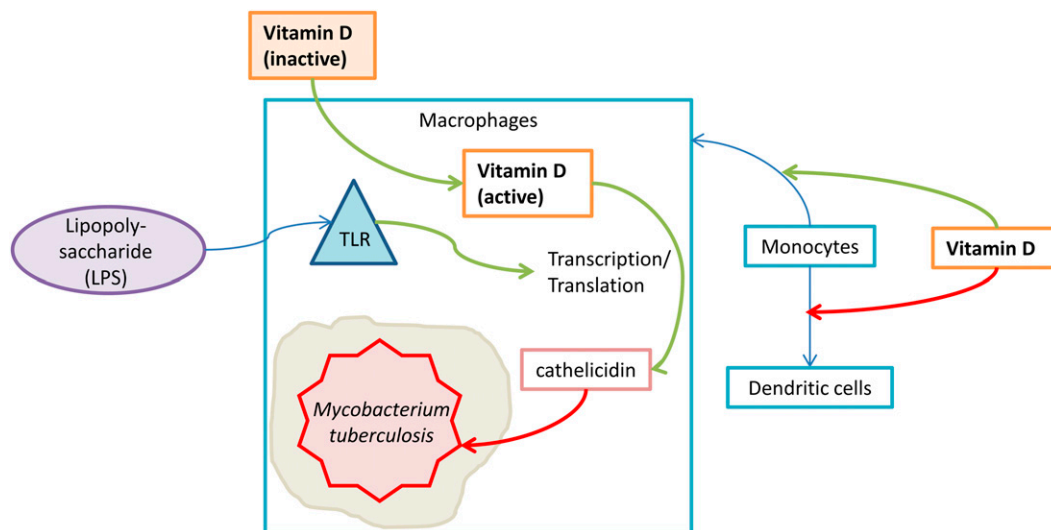 Vitamin D
(inactive)
Macrophages
Vitamin D
(active)
Lipopoly-
saccharide
(LPS)
TLR
Transcription/
Translation
Monocytes
Vitamin D
cathelicidin
Dendritic cells
Mycobacterium
tuberculosis